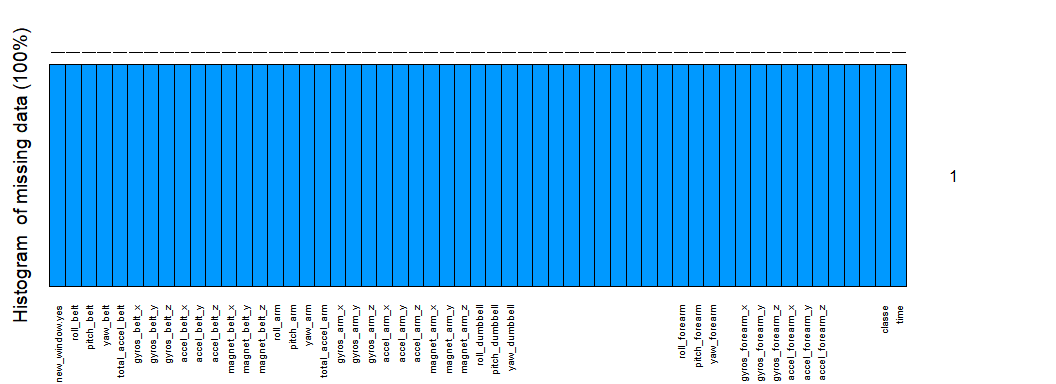 Histogram of missing data (100%)
1
new_window.yes
roll_belt
pitch_belt
yaw_belt
total_accel_belt
gyros_belt_x
gyros_belt_y
gyros_belt_z
accel_belt_x
accel_belt_y
accel_belt_z
magnet_belt_x
magnet_belt_y
magnet_belt_z
roll_arm
pitch_arm
yaw_arm
total_accel_arm
gyros_arm_x
gyros_arm_y
gyros_arm_z
accel_arm_x
accel_arm_y
accel_arm_z
magnet_arm_x
magnet_arm_y
magnet_arm_z
roll_dumbbell
pitch_dumbbell
yaw_dumbbell
roll_forearm
pitch_forearm
yaw_forearm
gyros_forearm_x
gyros_forearm_y
gyros_forearm_z
accel_forearm_x
accel_forearm_y
accel_forearm_z
classe
time